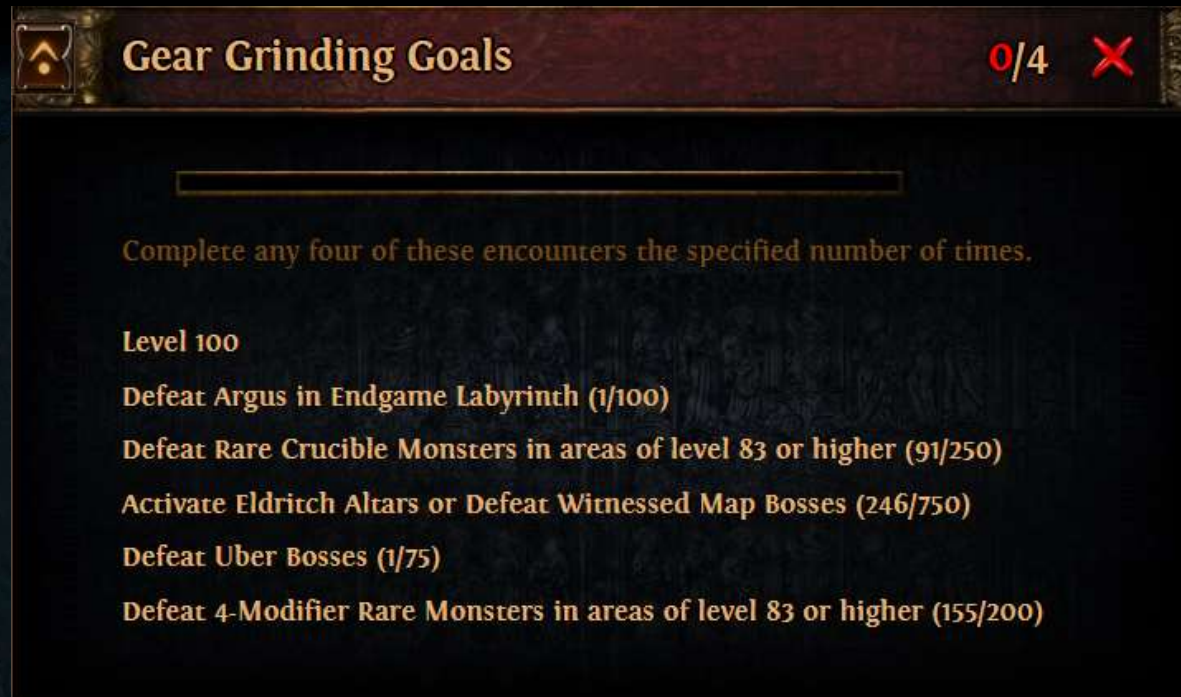 Gear Grinding Goals 0/4
Complete any four of these encounters the specified number of times.
Level 100
Defeat Argus in Endgame Labyrinth (1/100)
Defeat Rare Crucible Monsters in areas of level 83 or higher (91/250)
Activate Eldritch Altars or Defeat Witnessed Map Bosses (246/750)
Defeat Uber Bosses (1/75)
Defeat 4-Modifier Rare Monsters in areas of level 83 or higher (155/200)